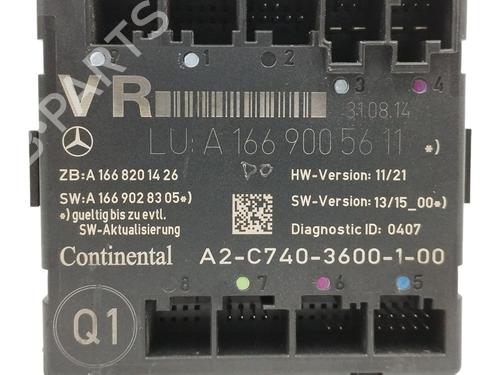 9 1 2
VR
3 4
31.08.14
LU: A 166 900 56 11 *)
ZB: A 166 820 14 26
HW-Version: 11/21
SW: A 166 902 83 05 *)
SW-Version: 13/15_00*)
*) gueltig bis zu evtl.
SW-Aktualisierung
Diagnostic ID: 0407
Continental A2-C740-3600-1-00
8 7 6 5
Q1
B-PARTS